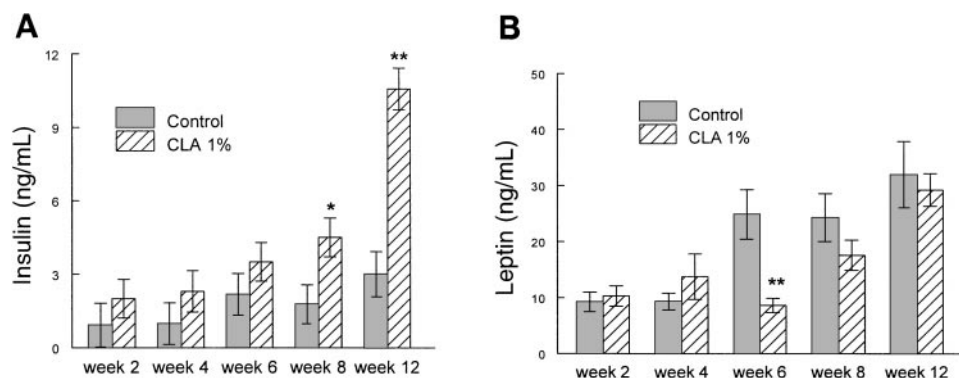 A
Insulin (ng/mL)
12
9
6
3
0
Control
CLA 1%
*
**
week 2 week 4 week 6 week 8 week 12
B
Leptin (ng/mL)
50
40
30
20
10
0
Control
CLA 1%
**
week 2 week 4 week 6 week 8 week 12